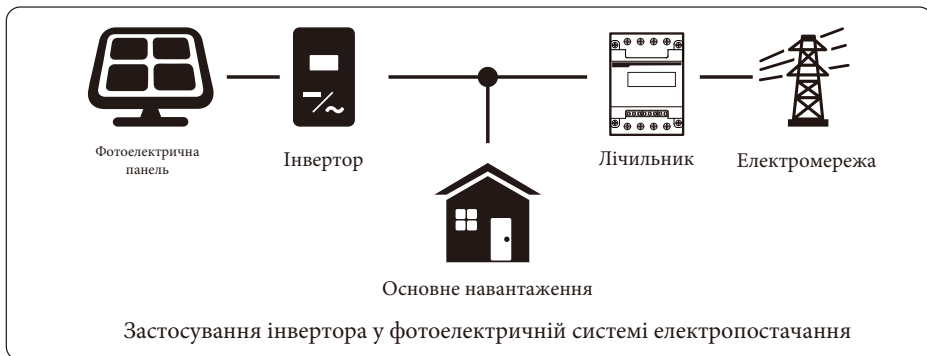 Фотоелектрична
панель
Інвертор
Лічильник
Електромережа
Основне навантаження
Застосування інвертора у фотоелектричній системі електропостачання